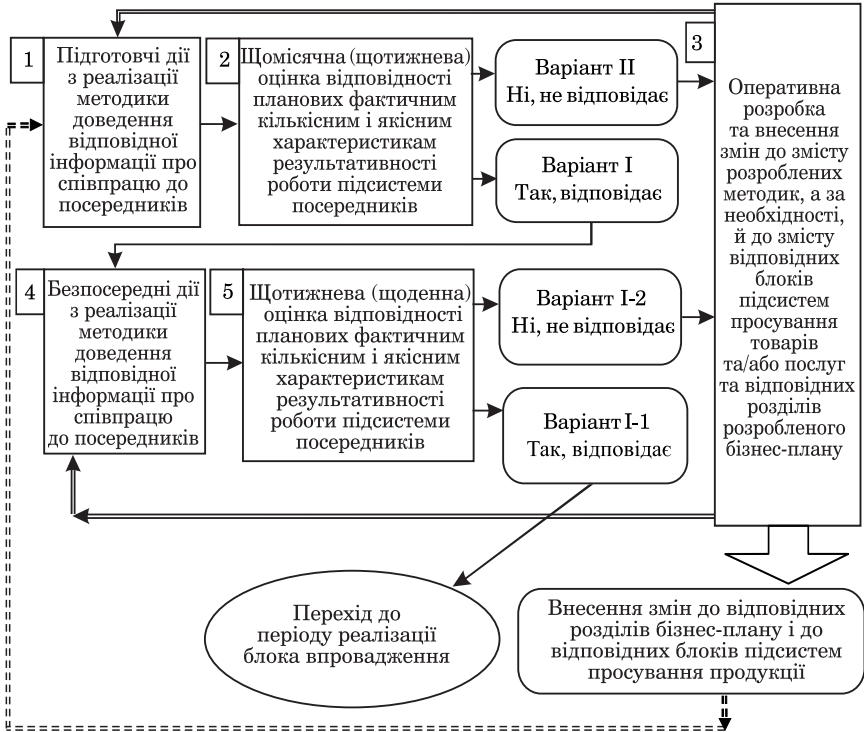 1
Підготовчі дії
з реалізації
методики
доведення
відповідної
інформації про
співпрацю до
посередників
2
Щомісячна (щотижнева)
оцінка відповідності
планових фактичним
кількісним і якісним
характеристикам
результативності
роботи підсистеми
посередників
Варіант II
Ні, не відповідає
Варіант I
Так, відповідає
3
Оперативна
розробка
та внесення
змін до змісту
розроблених
методик, а за
необхідності,
й до змісту
відповідних
блоків
підсистем
просування
товарів
та/або послуг
та відповідних
розділів
розробленого
бізнес-плану
4
Безпосередні дії
з реалізації
методики
доведення
відповідної
інформації про
співпрацю
до посередників
5
Щотижнева (щоденна)
оцінка відповідності
планових фактичним
кількісним і якісним
характеристикам
результативності
роботи підсистеми
посередників
Варіант I-2
Ні, не відповідає
Варіант I-1
Так, відповідає
Перехід до
періоду реалізації
блока впровадження
Внесення змін до відповідних
розділів бізнес-плану і до
відповідних блоків підсистем
просування продукції